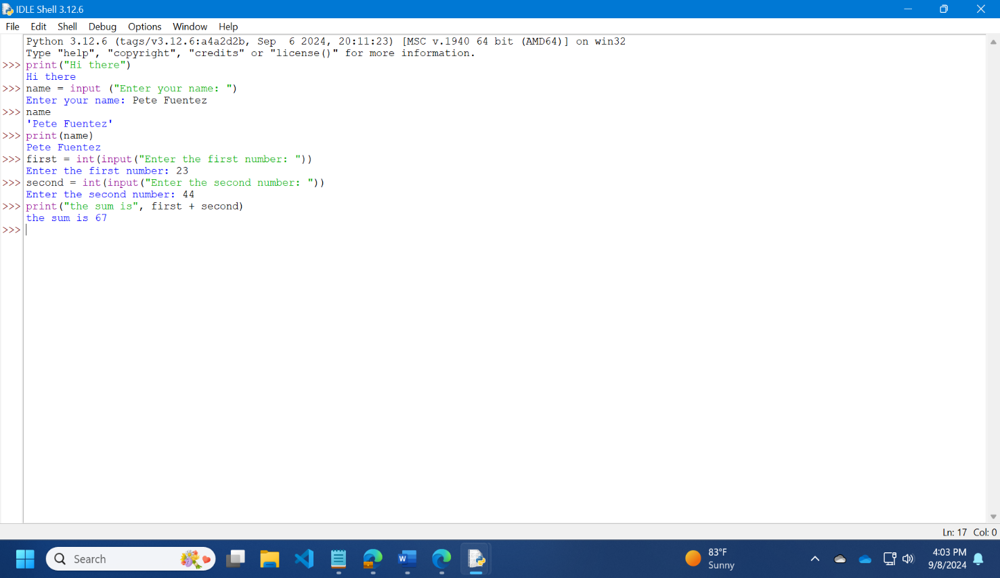 IDLE Shell 3.12.6
File Edit Shell Debug Options Window Help
Python 3.12.6 (tags/v3.12.6:a4a2d2b, Sep  6 2024, 20:11:23) [MSC v.1940 64 bit (AMD64)] on win32
Type "help", "copyright", "credits" or "license()" for more information.
>>> print("Hi there")
Hi there
>>> name = input ("Enter your name: ")
Enter your name: Pete Fuentez
>>> name
'Pete Fuentez'
>>> print(name)
Pete Fuentez
>>> first = int(input("Enter the first number: "))
Enter the first number: 23
>>> second = int(input("Enter the second number: "))
Enter the second number: 44
>>> print("the sum is", first + second)
the sum is 67
>>>
Ln: 17 Col: 0
Search
83°F
Sunny
4:03 PM
9/8/2024